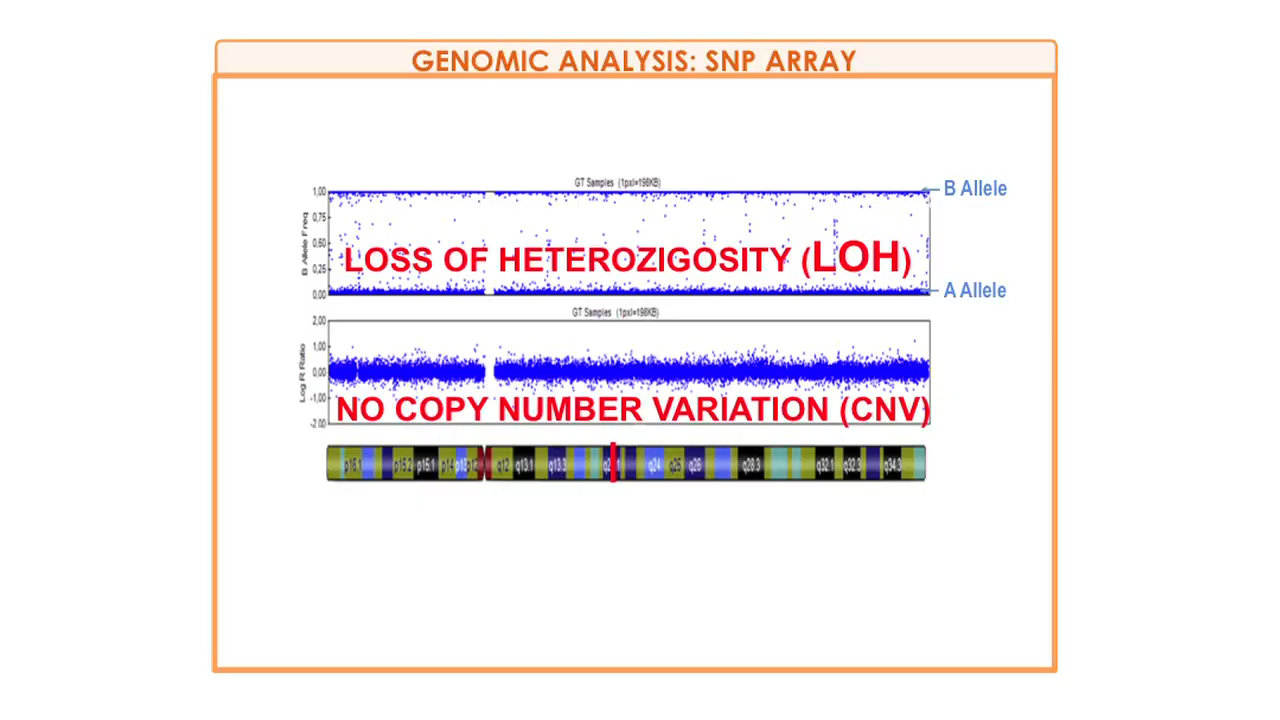 GENOMIC ANALYSIS: SNP ARRAY
GT Samples (1pxl=198KB)
B Allele
1,00
0,75
0,50
0,25
0,00
B Allele Freq
LOSS OF HETEROZIGOSITY (LOH)
A Allele
GT Samples (1pxl=198KB)
2,00
1,00
0,00
-1,00
-2,00
Log R Ratio
NO COPY NUMBER VARIATION (CNV)
p16.1 p15.2 p15.1 p14 q12 q13.1 q13.3 q24 q25 q26 q28.3 q32.1 q32.3 q34.3